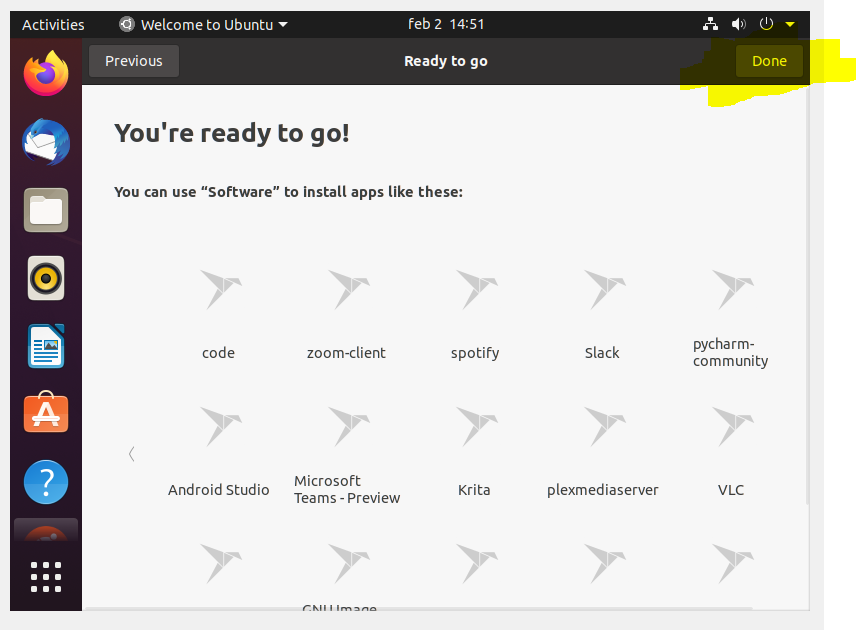 Activities Welcome to Ubuntu feb 2 14:51
Previous Ready to go Done
You're ready to go!
You can use “Software” to install apps like these:
code zoom-client spotify Slack pycharm-
community
Android Studio Microsoft
Teams - Preview Krita plexmediaserver VLC
GNU Image